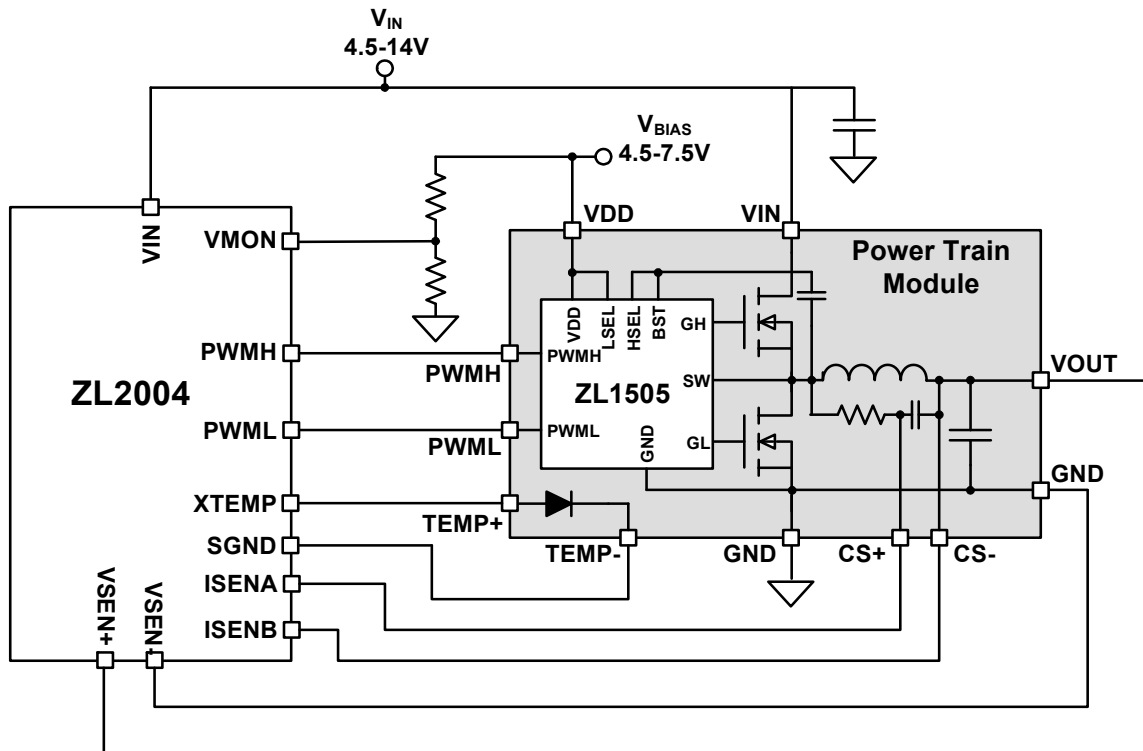 VIN
4.5-14V
VBIAS
4.5-7.5V
VIN
VMON
VDD
VIN
Power Train
Module
VDD
LSEL
HSEL
BST
GH
PWMH
PWMH
PWMH
SW
VOUT
ZL2004
ZL1505
PWML
PWML
PWML
GND
GL
XTEMP
TEMP+
GND
SGND
TEMP-
GND
CS+
CS-
ISENA
VSEN+
VSEN-
ISENB